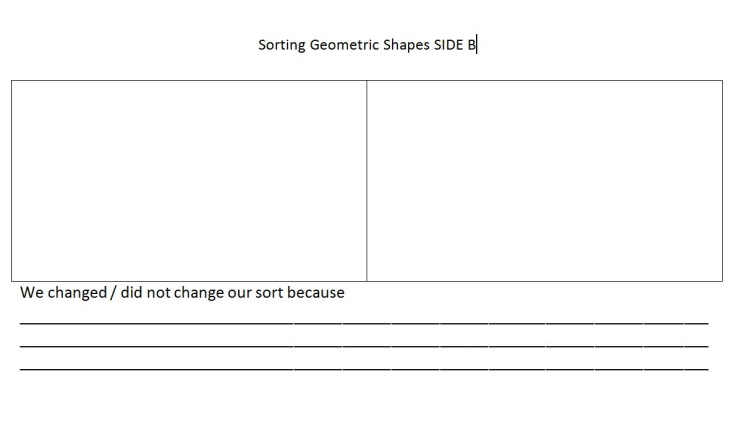 Sorting Geometric Shapes SIDE B
We changed / did not change our sort because